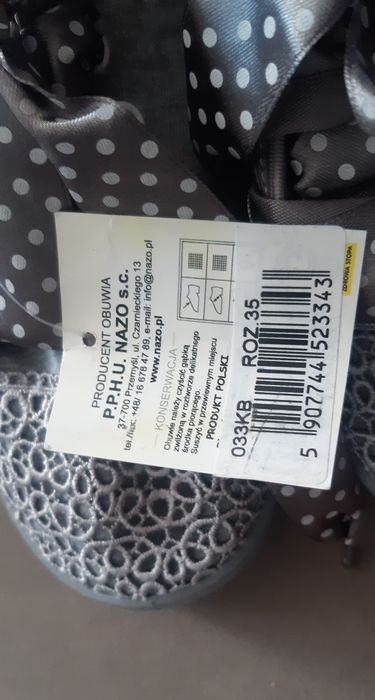 PRODUCENT OBUWIA
P.P.H.U. NAZO s.c.
37-700 Przemyśl, ul. Czarnieckiego 13
tel./fax: +48/ 16 678 47 89, e-mail: info@nazo.pl
www.nazo.pl
KONSERWACJA
Obuwie należy czyścić gąbką
zwilżoną w roztworze delikatnego
środka piorącego.
Suszyć w przewiewnym miejscu
PRODUKT POLSKI
033KB ROZ.35
5 907744 523343
ZDROWA STOPA